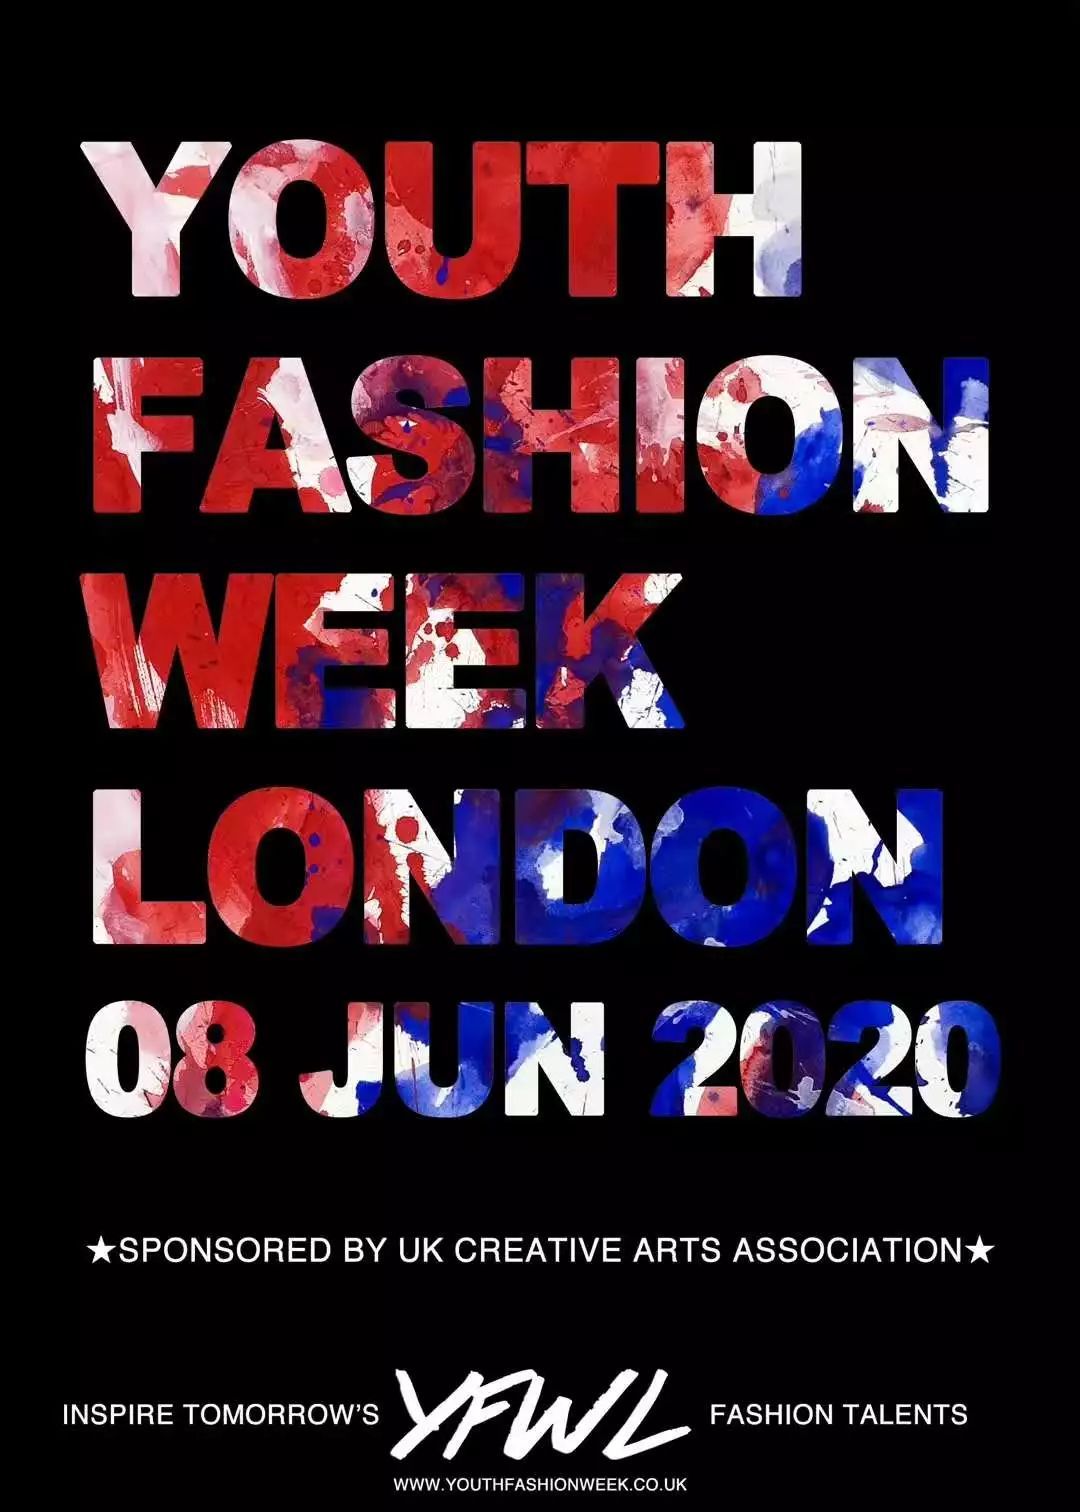 YOUTH
FASHION
WEEK
LONDON
08 JUN 2020
★SPONSORED BY UK CREATIVE ARTS ASSOCIATION★
INSPIRE TOMORROW’S YFWL FASHION TALENTS
WWW.YOUTHFASHIONWEEK.CO.UK